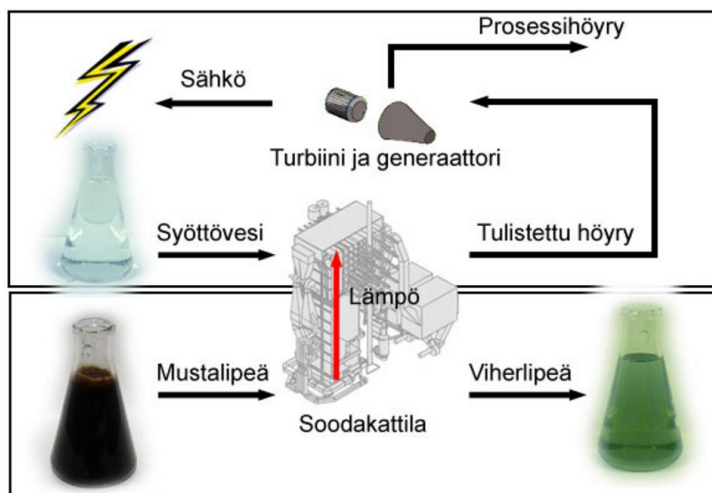 Prosessihöyry
Sähkö
Turbiini ja generaattori
Syöttövesi
Tulistettu höyry
Lämpö
Mustalipeä
Viherlipeä
Soodakattila